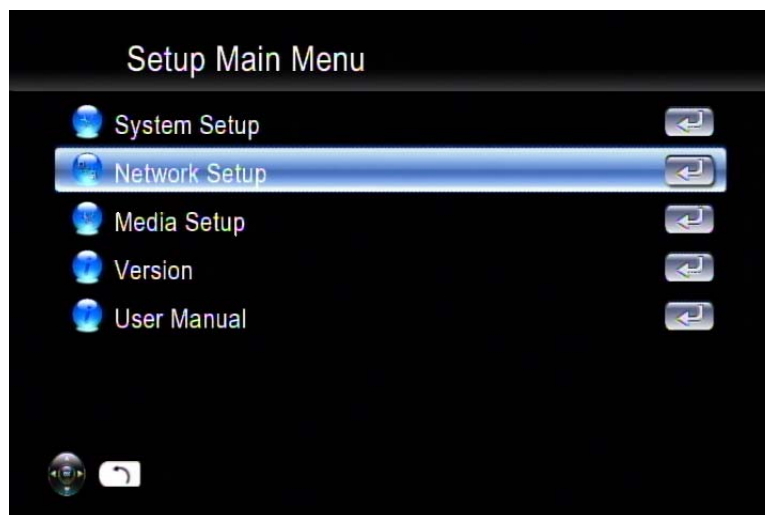 Setup Main Menu
System Setup
Network Setup
Media Setup
Version
User Manual